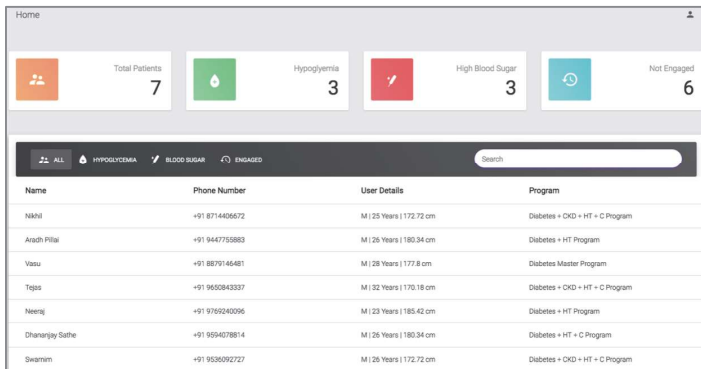 Home
Total Patients
7
Hypoglyemia
3
High Blood Sugar
3
Not Engaged
6
ALL HYPOGLYCEMIA BLOOD SUGAR ENGAGED Search
Name Phone Number User Details Program
Nikhil +91 8714406672 M | 25 Years | 172.72 cm Diabetes + CKD + HT + C Program
Aradh Pillai +91 9447755883 M | 26 Years | 180.34 cm Diabetes + HT Program
Vasu +91 8879146481 M | 28 Years | 177.8 cm Diabetes Master Program
Tejas +91 9650843337 M | 32 Years | 170.18 cm Diabetes + CKD + HT + C Program
Neeraj +91 9769240096 M | 23 Years | 185.42 cm Diabetes + HT Program
Dhananjay Sathe +91 9594078814 M | 26 Years | 180.34 cm Diabetes + HT + C Program
Swarnim +91 9536092727 M | 26 Years | 172.72 cm Diabetes + CKD + HT + C Program